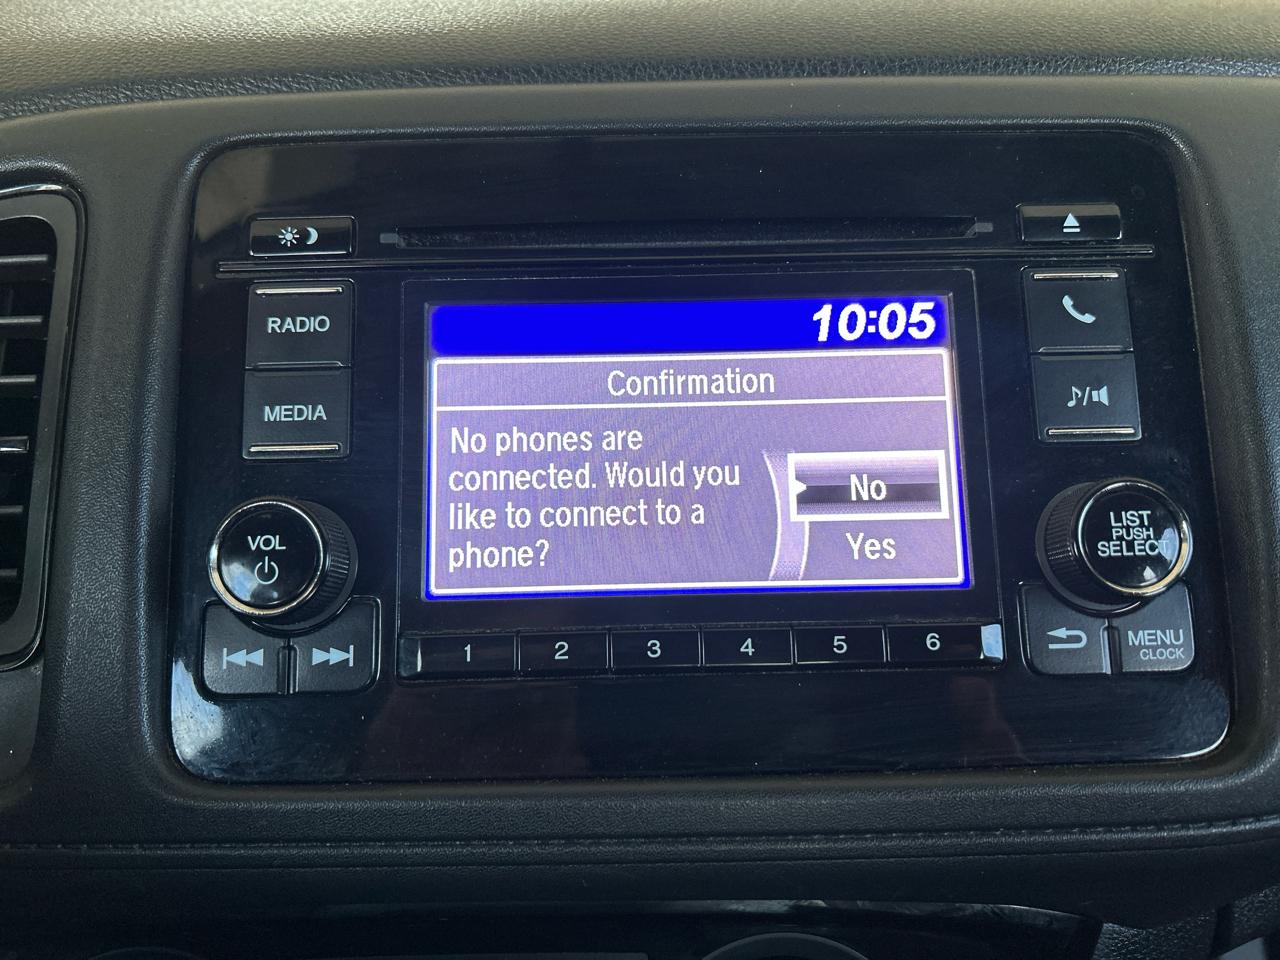 RADIO
MEDIA
VOL
10:05
Confirmation
No phones are
connected. Would you
like to connect to a
phone?
No
Yes
1 2 3 4 5 6
LIST
PUSH
SELECT
MENU
CLOCK